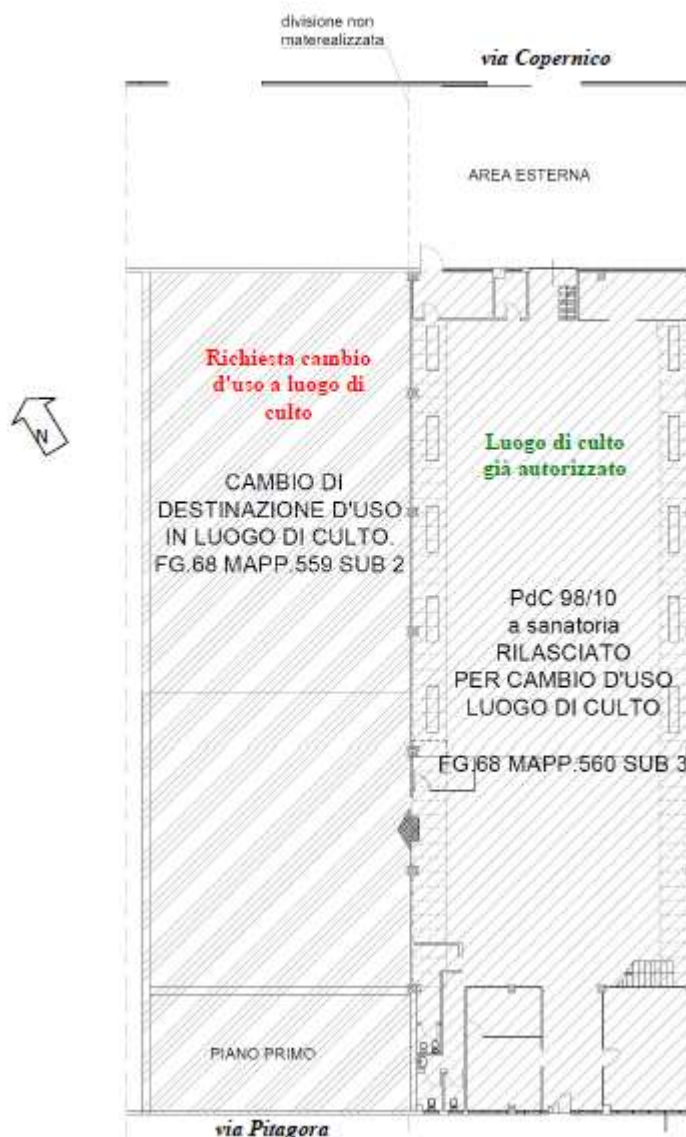 divisione non
materealizzata
via Copernico
AREA ESTERNA
Richiesta cambio
d'uso a luogo di
culto
N
CAMBIO DI
DESTINAZIONE D'USO
IN LUOGO DI CULTO.
FG.68 MAPP.559 SUB 2
Luogo di culto
già autorizzato
PdC 98/10
a sanatoria
RILASCIATO
PER CAMBIO D'USO
LUOGO DI CULTO
FG.68 MAPP.560 SUB 3
PIANO PRIMO
via Pitagora